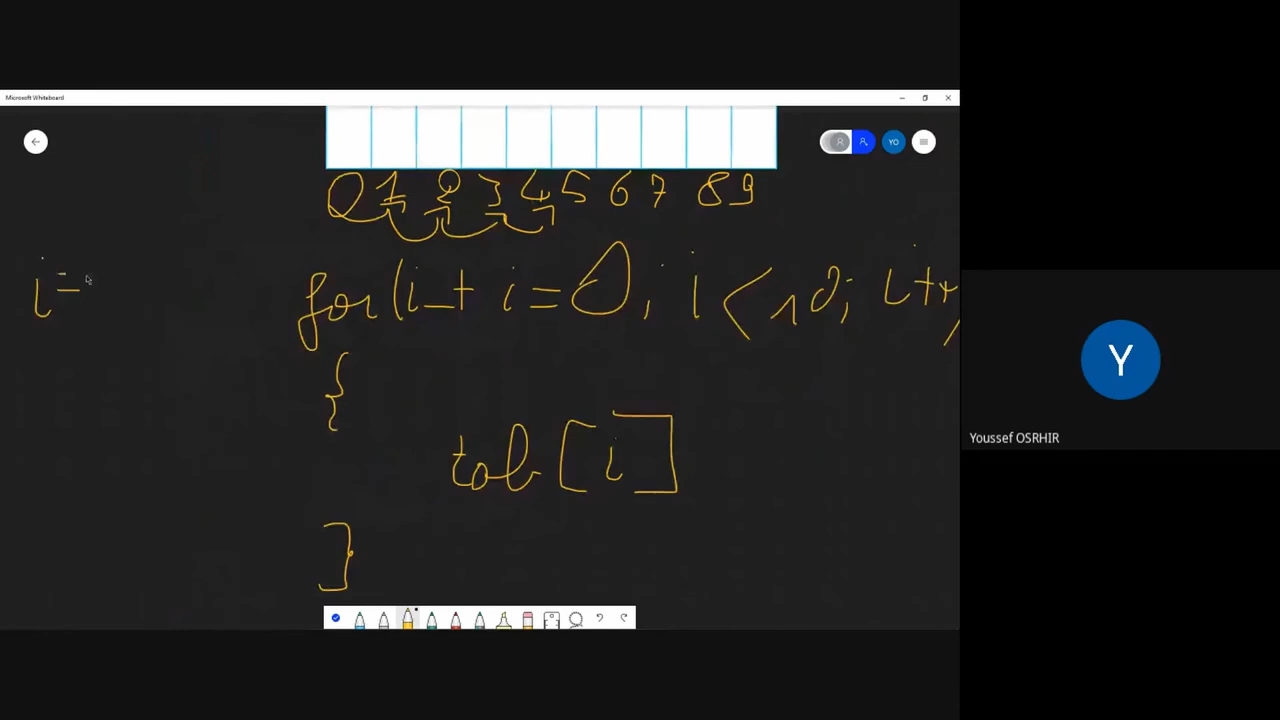 Microsoft Whiteboard
YO
0 1 2 3 4 5 6 7 8 9
i =
for (int i = 0; i < 10; i++)
{
tab [i]
}
Y
Youssef OSRHIR